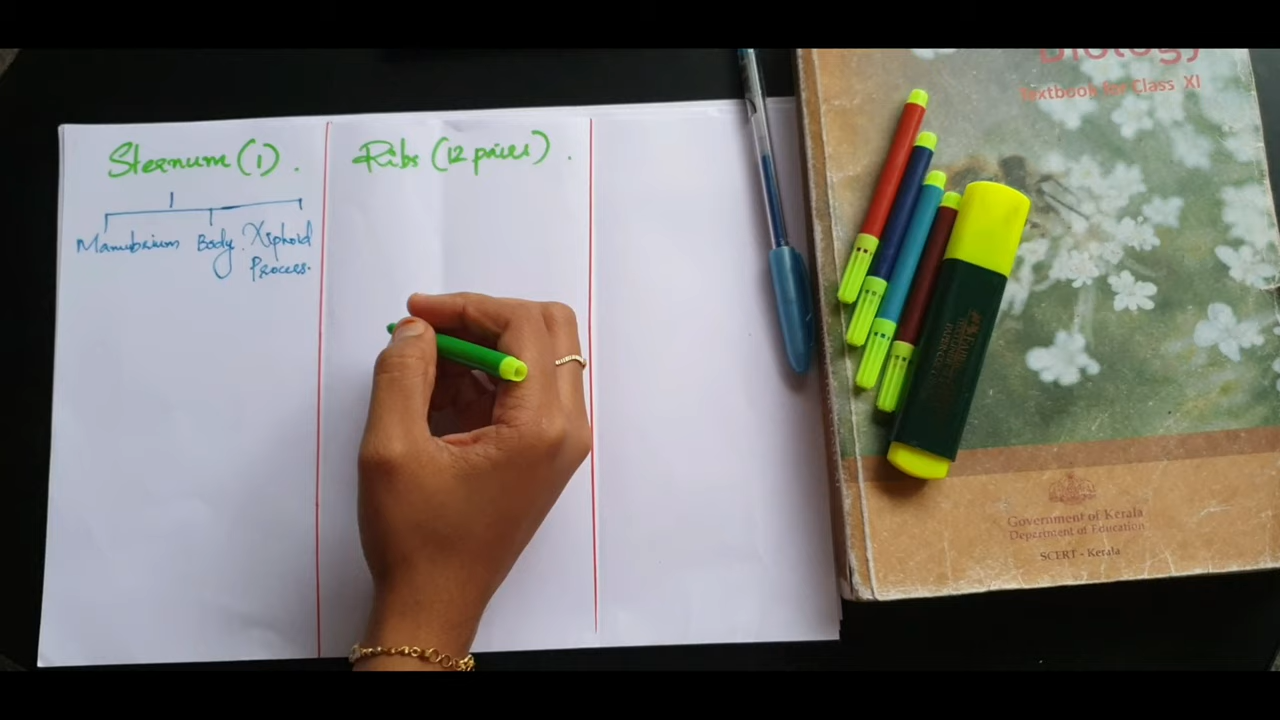 Sternum (1).
Manubrium Body. Xiphoid
Process.
Ribs (12 pairs).
Biology
Textbook for Class XI
Government of Kerala
Department of Education
SCERT - Kerala